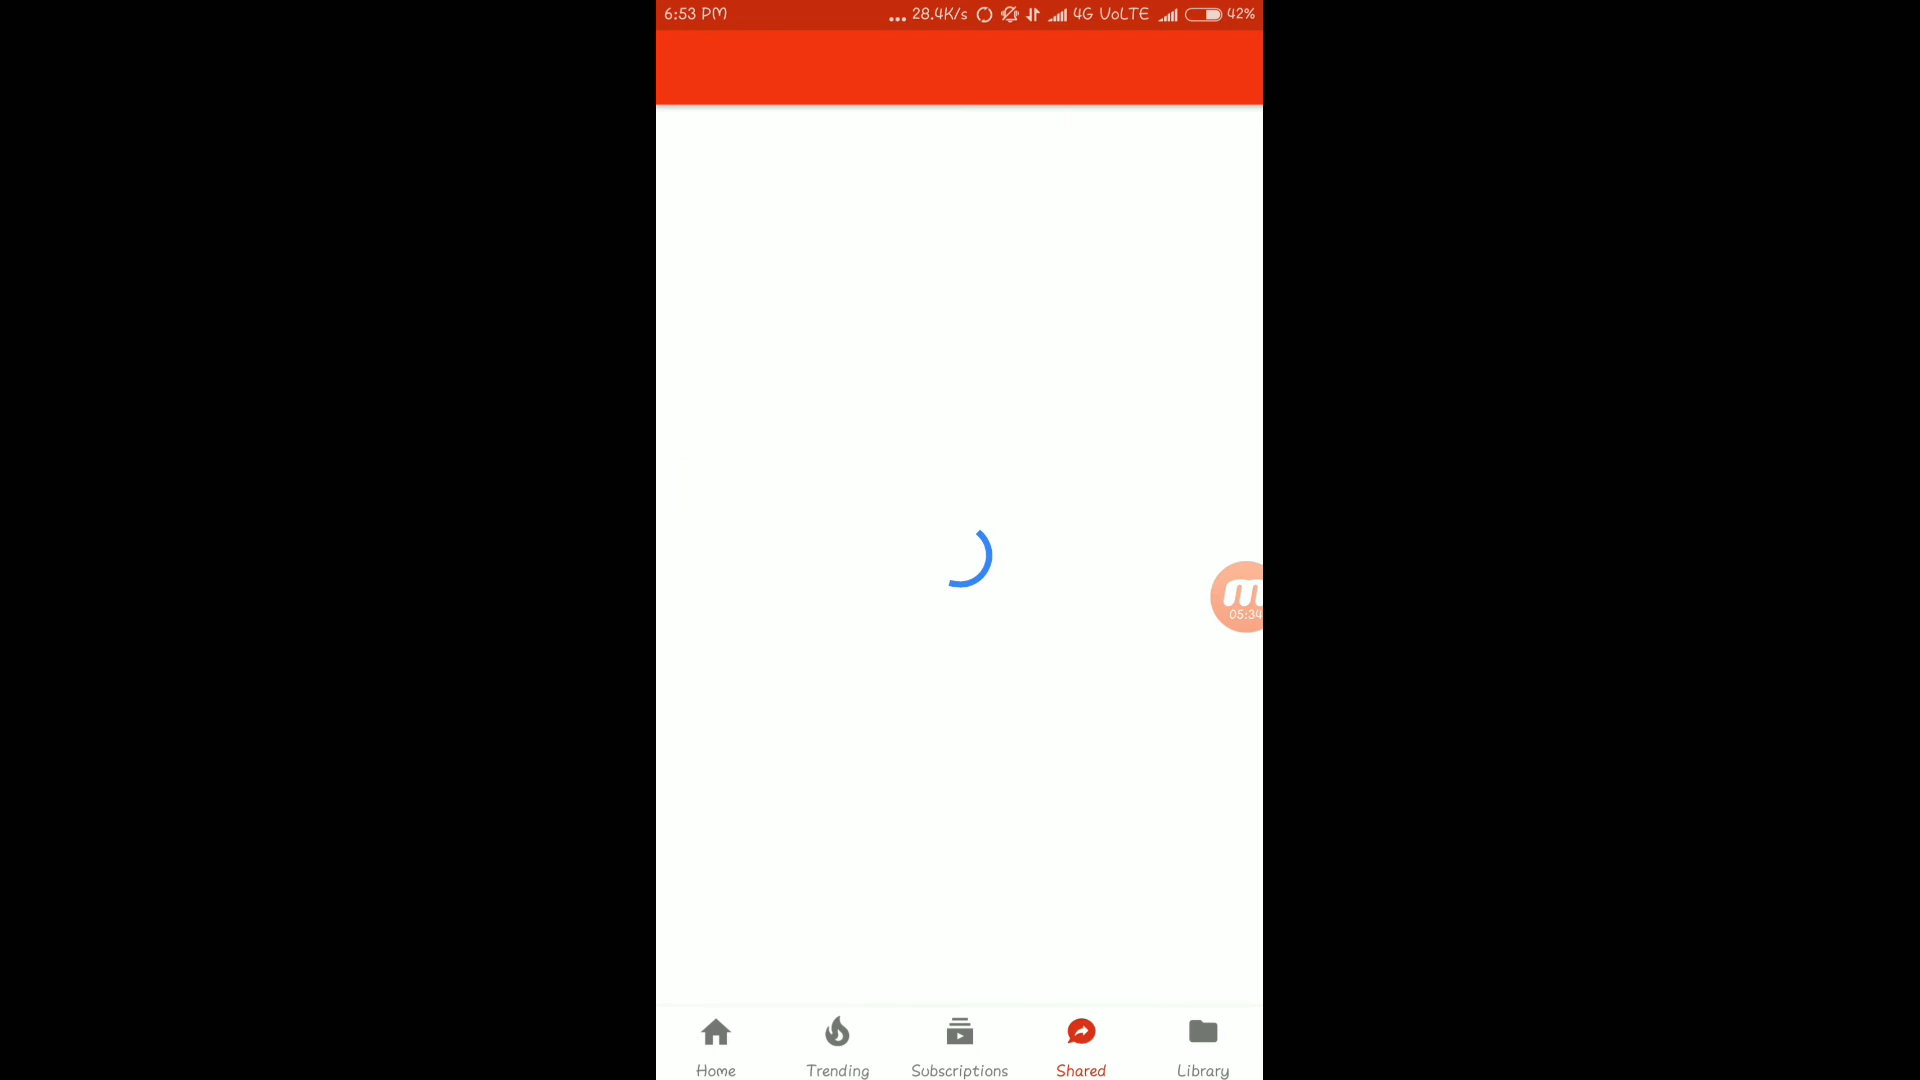 6:53 PM ... 28.4K/s 4G VoLTE 42%
m
05:34
Home Trending Subscriptions Shared Library